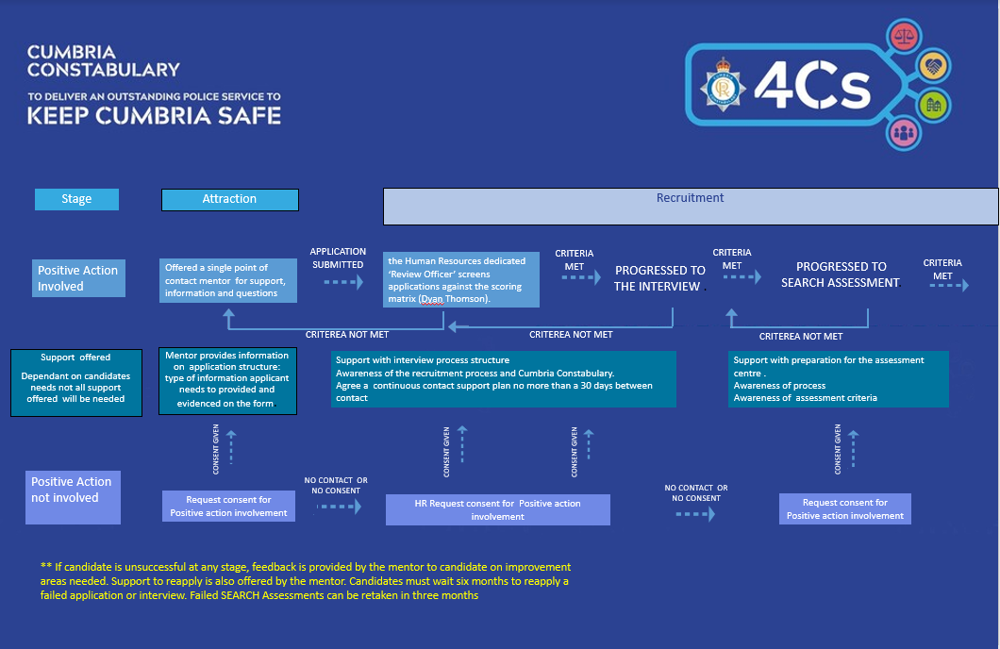 CUMBRIA
CONSTABULARY
TO DELIVER AN OUTSTANDING POLICE SERVICE TO
KEEP CUMBRIA SAFE
4Cs
Stage
Attraction
Recruitment
Positive Action
Involved
Offered a single point of
contact mentor for support,
information and questions
APPLICATION
SUBMITTED
the Human Resources dedicated
‘Review Officer’ screens
applications against the scoring
matrix (Dyan Thomson).
CRITERIA
MET
PROGRESSED TO
THE INTERVIEW .
CRITERIA
MET
PROGRESSED TO
SEARCH ASSESSMENT.
CRITERIA
MET
CRITEREA NOT MET
CRITEREA NOT MET
CRITEREA NOT MET
Support offered
Dependant on candidates
needs not all support
offered will be needed
Mentor provides information
on application structure:
type of information applicant
needs to provided and
evidenced on the form
Support with interview process structure
Awareness of the recruitment process and Cumbria Constabulary.
Agree a continuous contact support plan no more than a 30 days between
contact
Support with preparation for the assessment
centre .
Awareness of process
Awareness of assessment criteria
CONSENT GIVEN
CONSENT GIVEN
CONSENT GIVEN
CONSENT GIVEN
Positive Action
not involved
Request consent for
Positive action involvement
NO CONTACT OR
NO CONSENT
HR Request consent for Positive action
involvement
NO CONTACT OR
NO CONSENT
Request consent for
Positive action involvement
** If candidate is unsuccessful at any stage, feedback is provided by the mentor to candidate on improvement
areas needed. Support to reapply is also offered by the mentor. Candidates must wait six months to reapply a
failed application or interview. Failed SEARCH Assessments can be retaken in three months